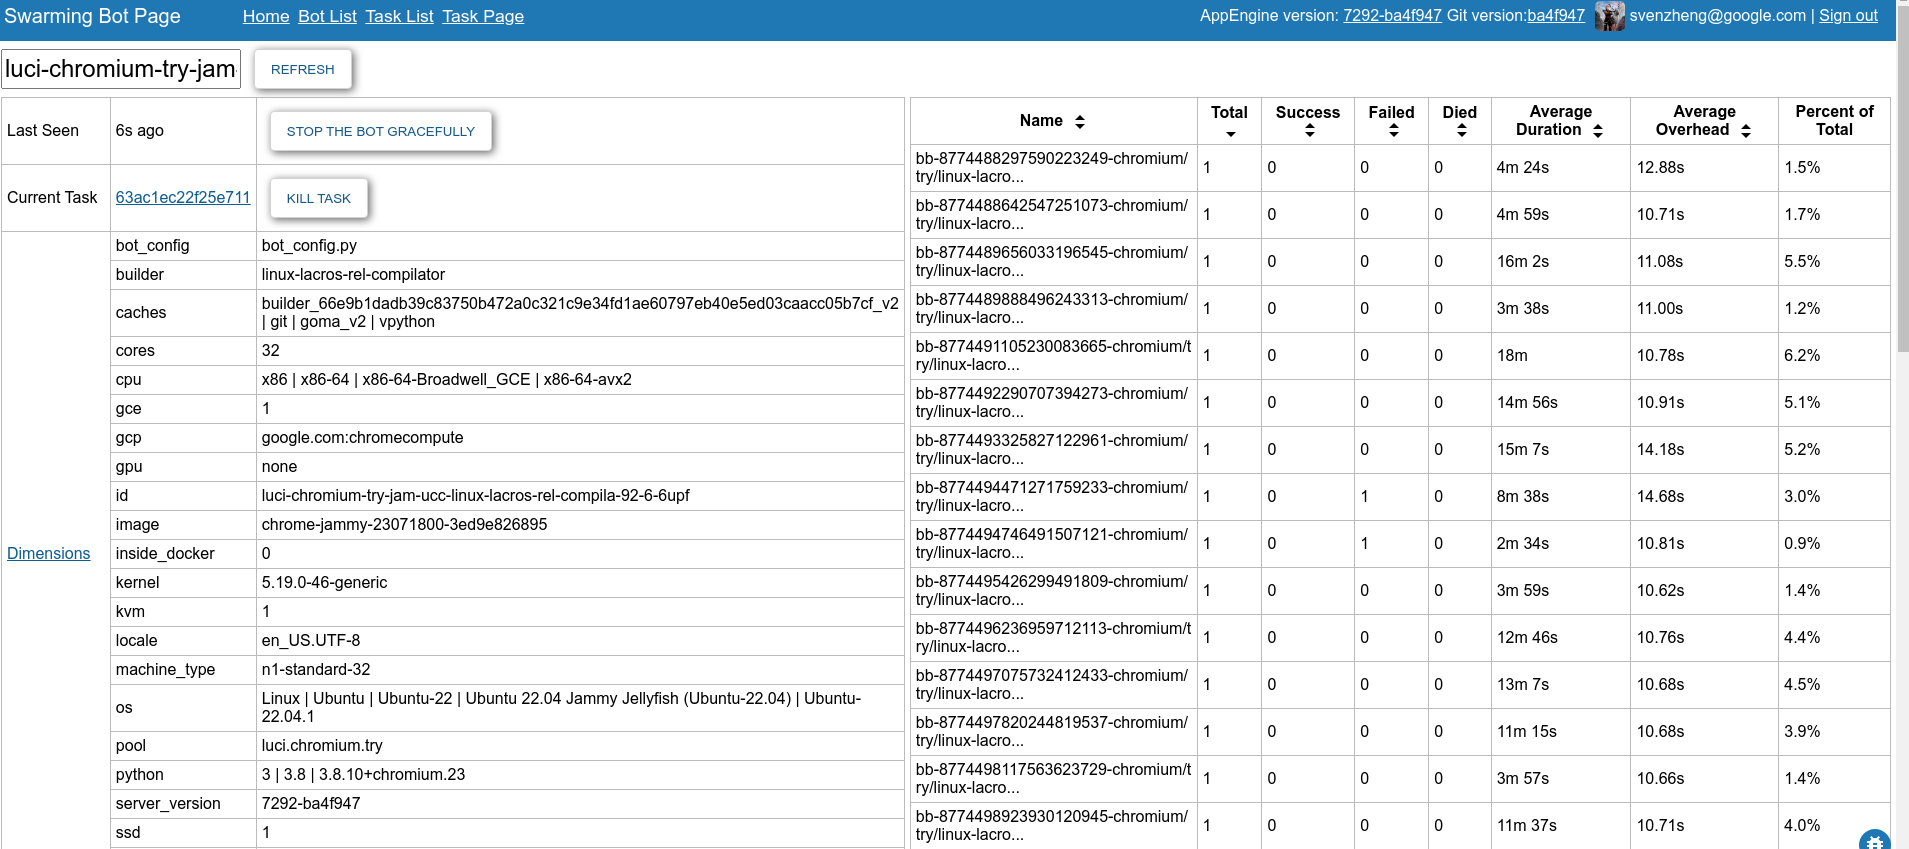 Swarming Bot Page Home Bot List Task List Task Page AppEngine version: 7292-ba4f947 Git version:ba4f947 svenzheng@google.com | Sign out
luci-chromium-try-jam REFRESH
Last Seen 6s ago STOP THE BOT GRACEFULLY
Current Task 63ac1ec22f25e711 KILL TASK
Dimensions
bot_config bot_config.py
builder linux-lacros-rel-compilator
caches builder_66e9b1dadb39c83750b472a0c321c9e34fd1ae60797eb40e5ed03caacc05b7cf_v2
| git | goma_v2 | vpython
cores 32
cpu x86 | x86-64 | x86-64-Broadwell_GCE | x86-64-avx2
gce 1
gcp google.com:chromecompute
gpu none
id luci-chromium-try-jam-ucc-linux-lacros-rel-compila-92-6-6upf
image chrome-jammy-23071800-3ed9e826895
inside_docker 0
kernel 5.19.0-46-generic
kvm 1
locale en_US.UTF-8
machine_type n1-standard-32
os Linux | Ubuntu | Ubuntu-22 | Ubuntu 22.04 Jammy Jellyfish (Ubuntu-22.04) | Ubuntu-
22.04.1
pool luci.chromium.try
python 3 | 3.8 | 3.8.10+chromium.23
server_version 7292-ba4f947
ssd 1
Name Total Success Failed Died Average Duration Average Overhead Percent of Total
bb-8774488297590223249-chromium/
try/linux-lacro... 1 0 0 0 4m 24s 12.88s 1.5%
bb-8774488642547251073-chromium/
try/linux-lacro... 1 0 0 0 4m 59s 10.71s 1.7%
bb-8774489656033196545-chromium/
try/linux-lacro... 1 0 0 0 16m 2s 11.08s 5.5%
bb-8774489888496243313-chromium/
try/linux-lacro... 1 0 0 0 3m 38s 11.00s 1.2%
bb-8774491105230083665-chromium/t
ry/linux-lacro... 1 0 0 0 18m 10.78s 6.2%
bb-8774492290707394273-chromium/
try/linux-lacro... 1 0 0 0 14m 56s 10.91s 5.1%
bb-8774493325827122961-chromium/
try/linux-lacro... 1 0 0 0 15m 7s 14.18s 5.2%
bb-8774494471271759233-chromium/
try/linux-lacro... 1 0 1 0 8m 38s 14.68s 3.0%
bb-8774494746491507121-chromium/
try/linux-lacro... 1 0 1 0 2m 34s 10.81s 0.9%
bb-8774495426299491809-chromium/
try/linux-lacro... 1 0 0 0 3m 59s 10.62s 1.4%
bb-8774496236959712113-chromium/t
ry/linux-lacro... 1 0 0 0 12m 46s 10.76s 4.4%
bb-8774497075732412433-chromium/
try/linux-lacro... 1 0 0 0 13m 7s 10.68s 4.5%
bb-8774497820244819537-chromium/
try/linux-lacro... 1 0 0 0 11m 15s 10.68s 3.9%
bb-8774498117563623729-chromium/t
ry/linux-lacro... 1 0 0 0 3m 57s 10.66s 1.4%
bb-8774498923930120945-chromium/
try/linux-lacro... 1 0 0 0 11m 37s 10.71s 4.0%